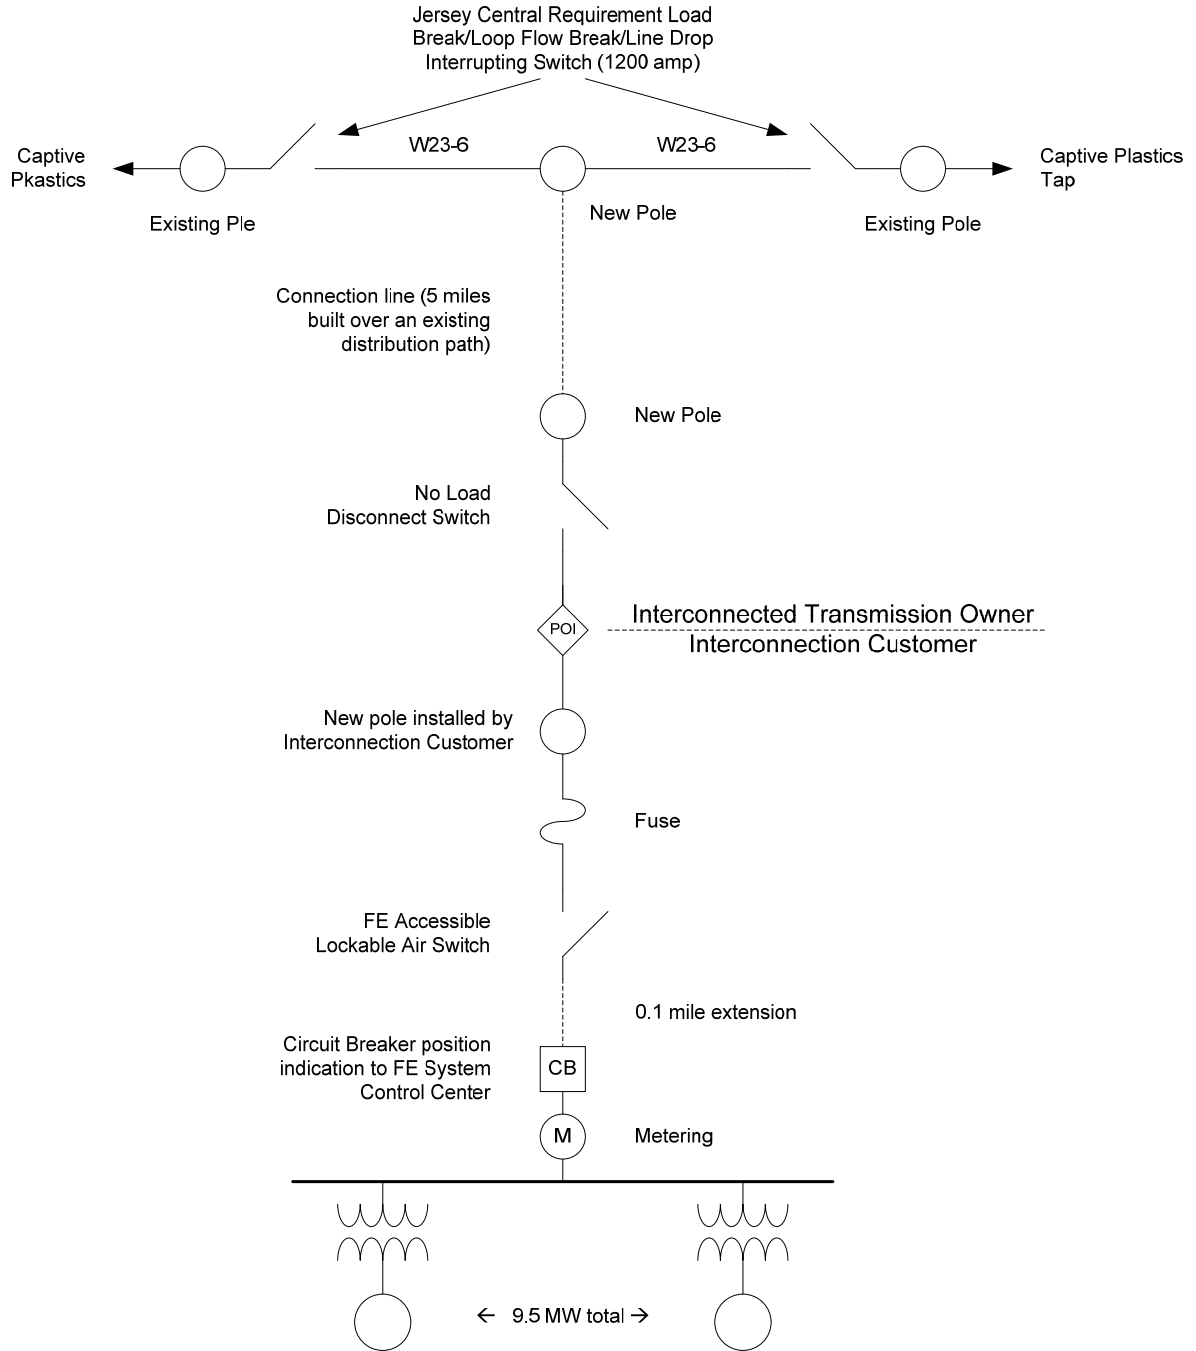 Jersey Central Requirement Load
Break/Loop Flow Break/Line Drop
Interrupting Switch (1200 amp)
W23-6
W23-6
Captive
Pkastics
Captive Plastics
Tap
Existing Ple
New Pole
Existing Pole
Connection line (5 miles
built over an existing
distribution path)
New Pole
No Load
Disconnect Switch
POI
Interconnected Transmission Owner
Interconnection Customer
New pole installed by
Interconnection Customer
Fuse
FE Accessible
Lockable Air Switch
0.1 mile extension
Circuit Breaker position
indication to FE System
Control Center
CB
M
Metering
← 9.5 MW total →